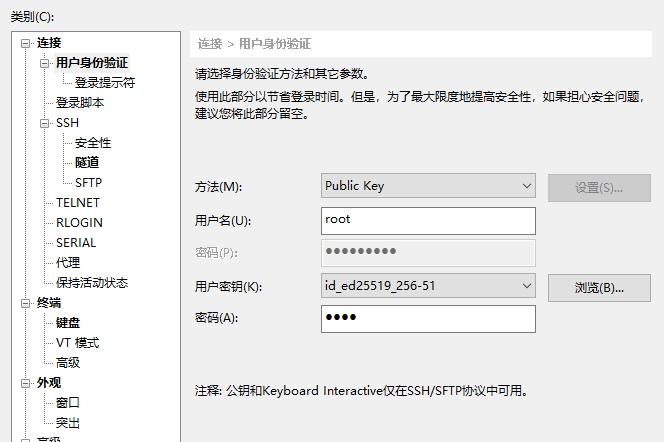 类别(C):
连接
用户身份验证
登录提示符
登录脚本
SSH
安全性
隧道
SFTP
TELNET
RLOGIN
SERIAL
代理
保持活动状态
终端
键盘
VT 模式
高级
外观
窗口
突出
高级
连接 > 用户身份验证
请选择身份验证方法和其它参数。
使用此部分以节省登录时间。但是，为了最大限度地提高安全性，如果担心安全问题，
建议您将此部分留空。
方法(M):
Public Key
设置(S)...
用户名(U):
root
密码(P):
●●●●●●●●●
用户密钥(K):
id_ed25519_256-51
浏览(B)...
密码(A):
●●●●
注释: 公钥和Keyboard Interactive仅在SSH/SFTP协议中可用。